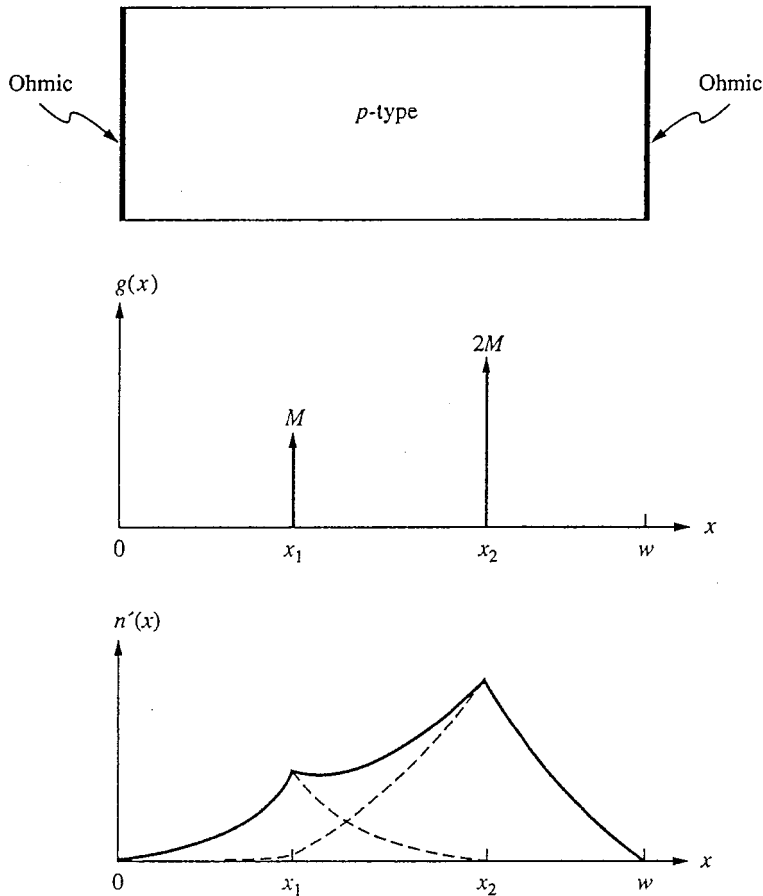 Ohmic
p-type
Ohmic
g(x)
2M
M
0
x₁
x₂
w
x
n′(x)
0
x₁
x₂
w
x